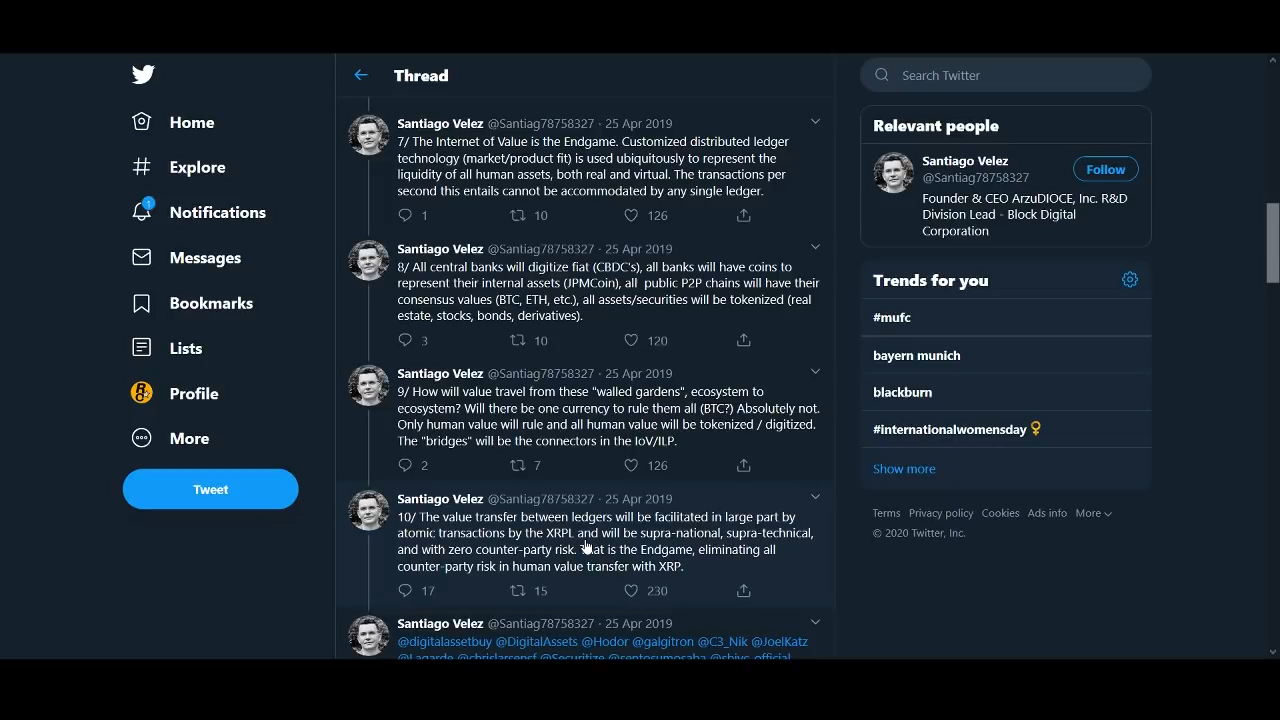 Home
Explore
1
Notifications
Messages
Bookmarks
Lists
Profile
More
Tweet
Thread
Santiago Velez @Santiag78758327 · 25 Apr 2019
7/ The Internet of Value is the Endgame. Customized distributed ledger
technology (market/product fit) is used ubiquitously to represent the
liquidity of all human assets, both real and virtual. The transactions per
second this entails cannot be accommodated by any single ledger.
1 10 126
Santiago Velez @Santiag78758327 · 25 Apr 2019
8/ All central banks will digitize fiat (CBDC's), all banks will have coins to
represent their internal assets (JPMCoin), all public P2P chains will have their
consensus values (BTC, ETH, etc.), all assets/securities will be tokenized (real
estate, stocks, bonds, derivatives).
3 10 120
Santiago Velez @Santiag78758327 · 25 Apr 2019
9/ How will value travel from these "walled gardens", ecosystem to
ecosystem? Will there be one currency to rule them all (BTC?) Absolutely not.
Only human value will rule and all human value will be tokenized / digitized.
The "bridges" will be the connectors in the IoV/ILP.
2 7 126
Santiago Velez @Santiag78758327 · 25 Apr 2019
10/ The value transfer between ledgers will be facilitated in large part by
atomic transactions by the XRPL and will be supra-national, supra-technical,
and with zero counter-party risk. That is the Endgame, eliminating all
counter-party risk in human value transfer with XRP.
17 15 230
Santiago Velez @Santiag78758327 · 25 Apr 2019
@digitalassetbuy @DigitalAssets @Hodor @galgitron @C3_Nik @JoelKatz
@Lagarde @chrislarsensf @Securitize @sentosumosaba @shivc_official
Search Twitter
Relevant people
Santiago Velez
@Santiag78758327
Follow
Founder & CEO ArzuDIOCE, Inc. R&D
Division Lead - Block Digital
Corporation
Trends for you
#mufc
bayern munich
blackburn
#internationalwomensday
Show more
Terms Privacy policy Cookies Ads info More
© 2020 Twitter, Inc.